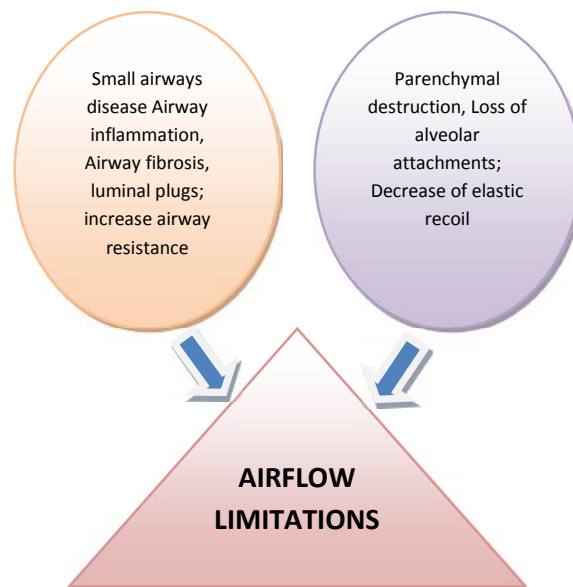 Small airways
disease Airway
inflammation,
Airway fibrosis,
luminal plugs;
increase airway
resistance
Parenchymal
destruction, Loss of
alveolar
attachments;
Decrease of elastic
recoil
AIRFLOW
LIMITATIONS